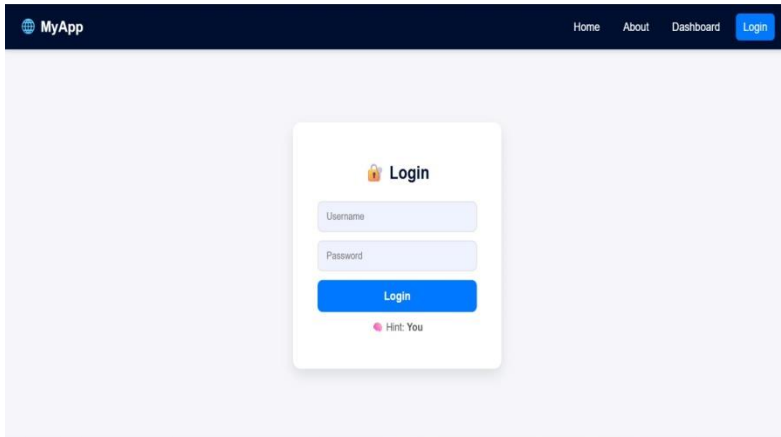 MyApp
Home About Dashboard Login
Login
Username
Password
Login
Hint: You